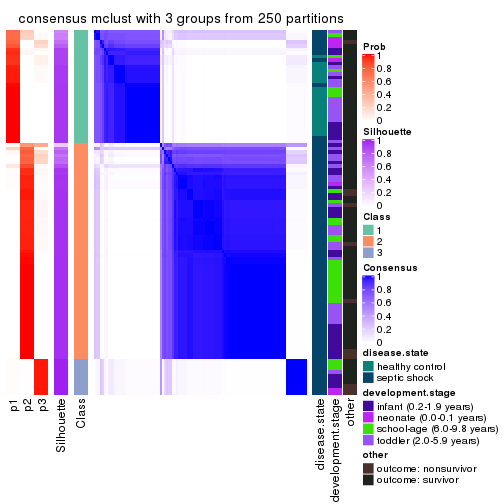 consensus mclust with 3 groups from 250 partitions
Prob
1
0.8
0.6
0.4
0.2
0
Silhouette
1
0.8
0.6
0.4
0.2
0
Class
1
2
3
Consensus
1
0.8
0.6
0.4
0.2
0
disease.state
healthy control
septic shock
development.stage
infant (0.2-1.9 years)
neonate (0.0-0.1 years)
school-age (6.0-9.8 years)
toddler (2.0-5.9 years)
other
outcome: nonsurvivor
outcome: survivor
p1
p2
p3
Silhouette
Class
disease.state
development.stage
other